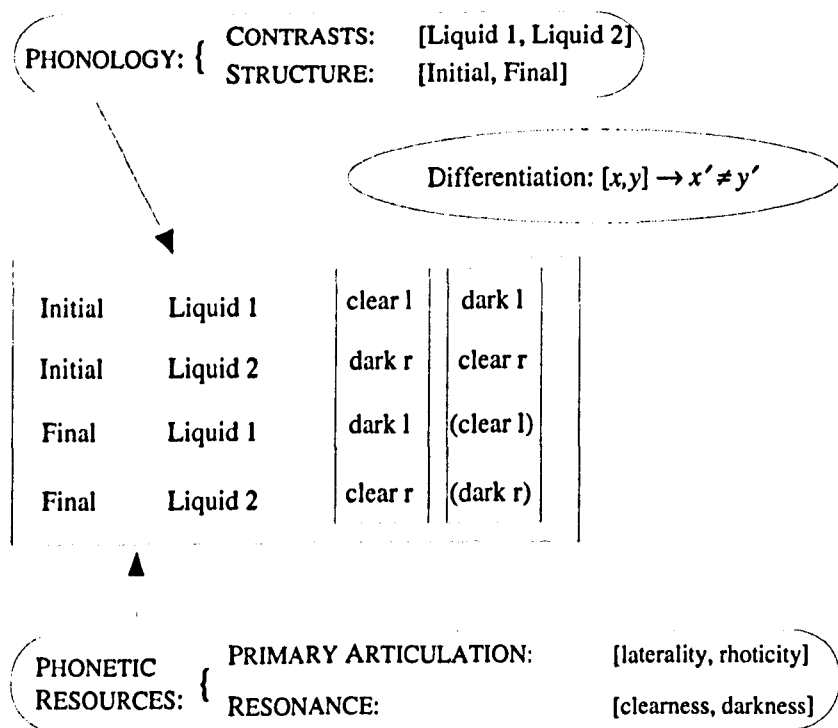 PHONOLOGY: { CONTRASTS: [Liquid 1, Liquid 2]
STRUCTURE: [Initial, Final]
Differentiation: [x,y] → x′ ≠ y′
Initial Liquid 1 clear l dark l
Initial Liquid 2 dark r clear r
Final Liquid 1 dark l (clear l)
Final Liquid 2 clear r (dark r)
PHONETIC RESOURCES: { PRIMARY ARTICULATION: [laterality, rhoticity]
RESONANCE: [clearness, darkness]